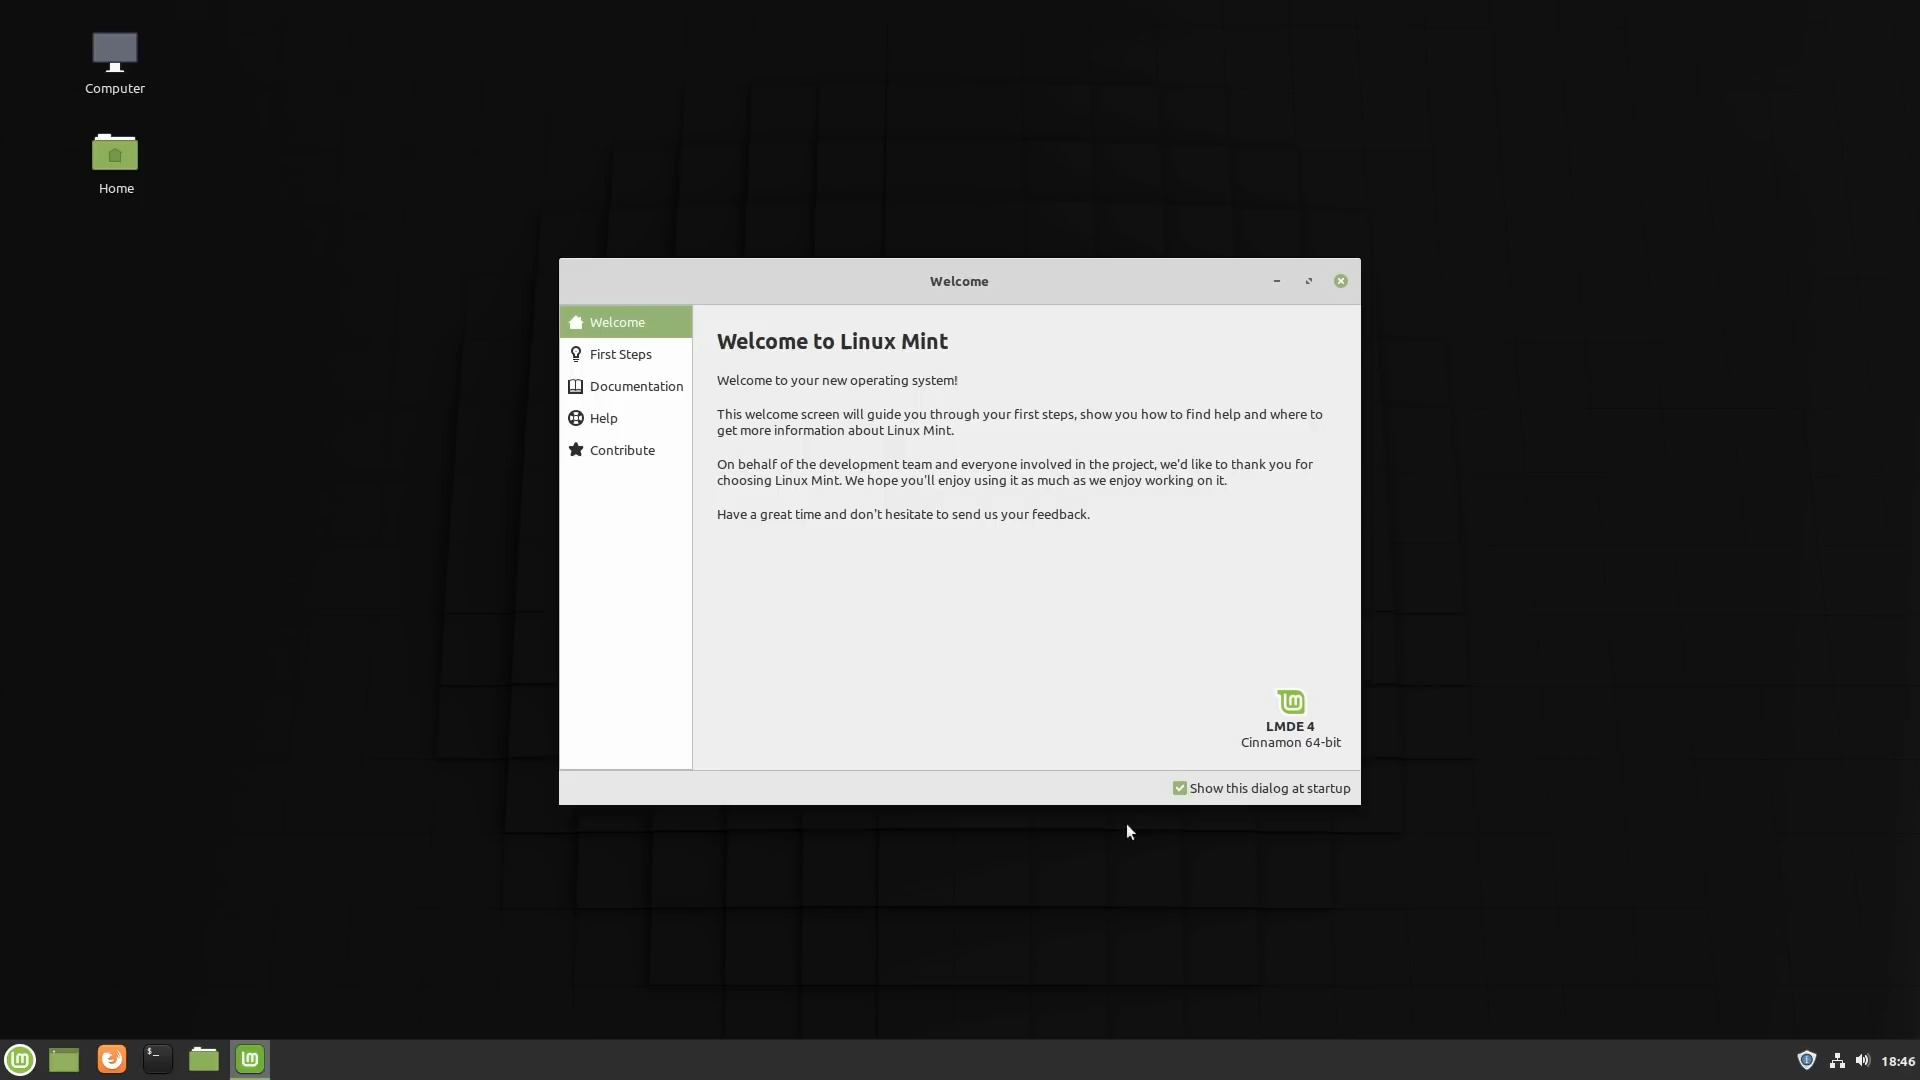 Computer
Home
Welcome
Welcome
First Steps
Documentation
Help
Contribute
Welcome to Linux Mint
Welcome to your new operating system!
This welcome screen will guide you through your first steps, show you how to find help and where to
get more information about Linux Mint.
On behalf of the development team and everyone involved in the project, we'd like to thank you for
choosing Linux Mint. We hope you'll enjoy using it as much as we enjoy working on it.
Have a great time and don't hesitate to send us your feedback.
LMDE 4
Cinnamon 64-bit
Show this dialog at startup
$_
18:46